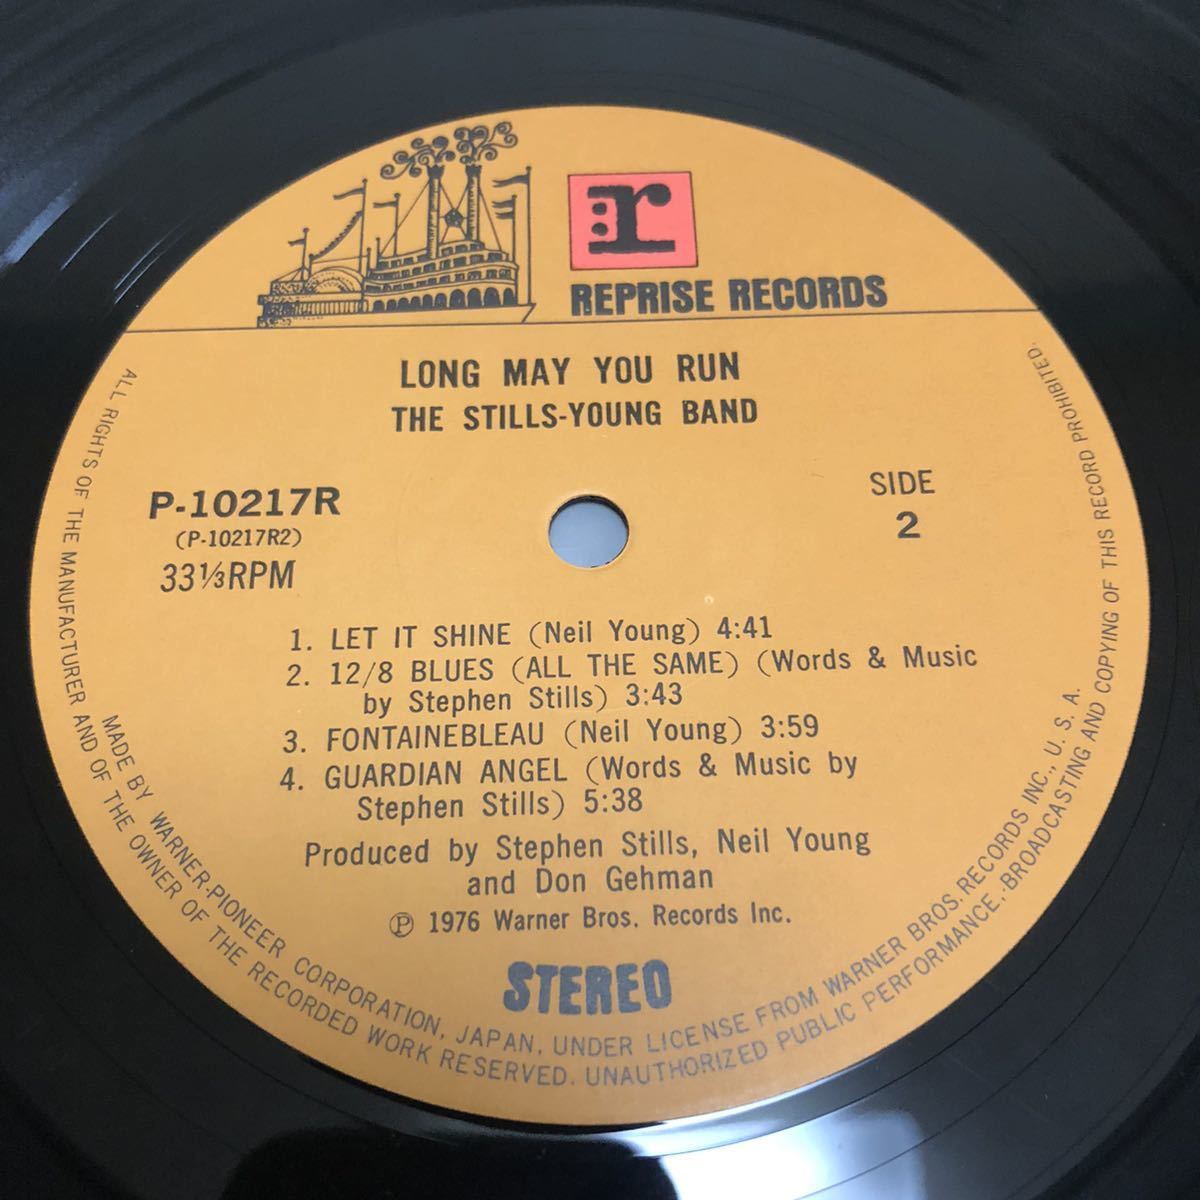 r
REPRISE RECORDS
LONG MAY YOU RUN
THE STILLS-YOUNG BAND
P-10217R
(P-10217R2)
33⅓RPM
SIDE
2
1. LET IT SHINE (Neil Young) 4:41
2. 12/8 BLUES (ALL THE SAME) (Words & Music
by Stephen Stills) 3:43
3. FONTAINEBLEAU (Neil Young) 3:59
4. GUARDIAN ANGEL (Words & Music by
Stephen Stills) 5:38
Produced by Stephen Stills, Neil Young
and Don Gehman
Ⓟ 1976 Warner Bros. Records Inc.
STEREO
MADE BY WARNER-PIONEER CORPORATION, JAPAN, UNDER LICENSE FROM WARNER BROS. RECORDS INC., U. S. A.
ALL RIGHTS OF THE MANUFACTURER AND OF THE OWNER OF THE RECORDED WORK RESERVED. UNAUTHORIZED PUBLIC PERFORMANCE, BROADCASTING AND COPYING OF THIS RECORD PROHIBITED.